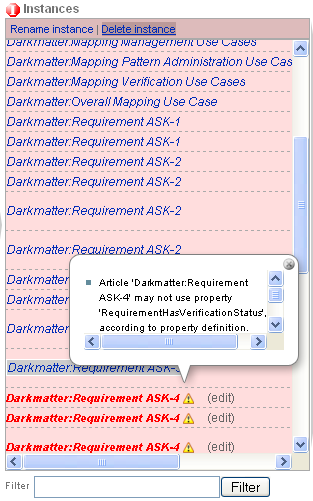 Instances
Rename instance | Delete instance
Darkmatter:Mapping Management Use Cases
Darkmatter:Mapping Pattern Administration Use Cas
Darkmatter:Mapping Verification Use Cases
Darkmatter:Overall Mapping Use Case
Darkmatter:Requirement ASK-1
Darkmatter:Requirement ASK-1
Darkmatter:Requirement ASK-2
Darkmatter:Requirement ASK-2
Darkmatter:Requirement ASK-2
Darkmatter:Requirement ASK-2
Darkmatter:
Darkmatter:
Darkmatter:
Article 'Darkmatter:Requirement
ASK-4' may not use property
'RequirementHasVerificationStatus',
according to property definition.
Darkmatter:Requirement
Darkmatter:Requirement ASK-4 (edit)
Darkmatter:Requirement ASK-4 (edit)
Darkmatter:Requirement ASK-4 (edit)
Filter Filter